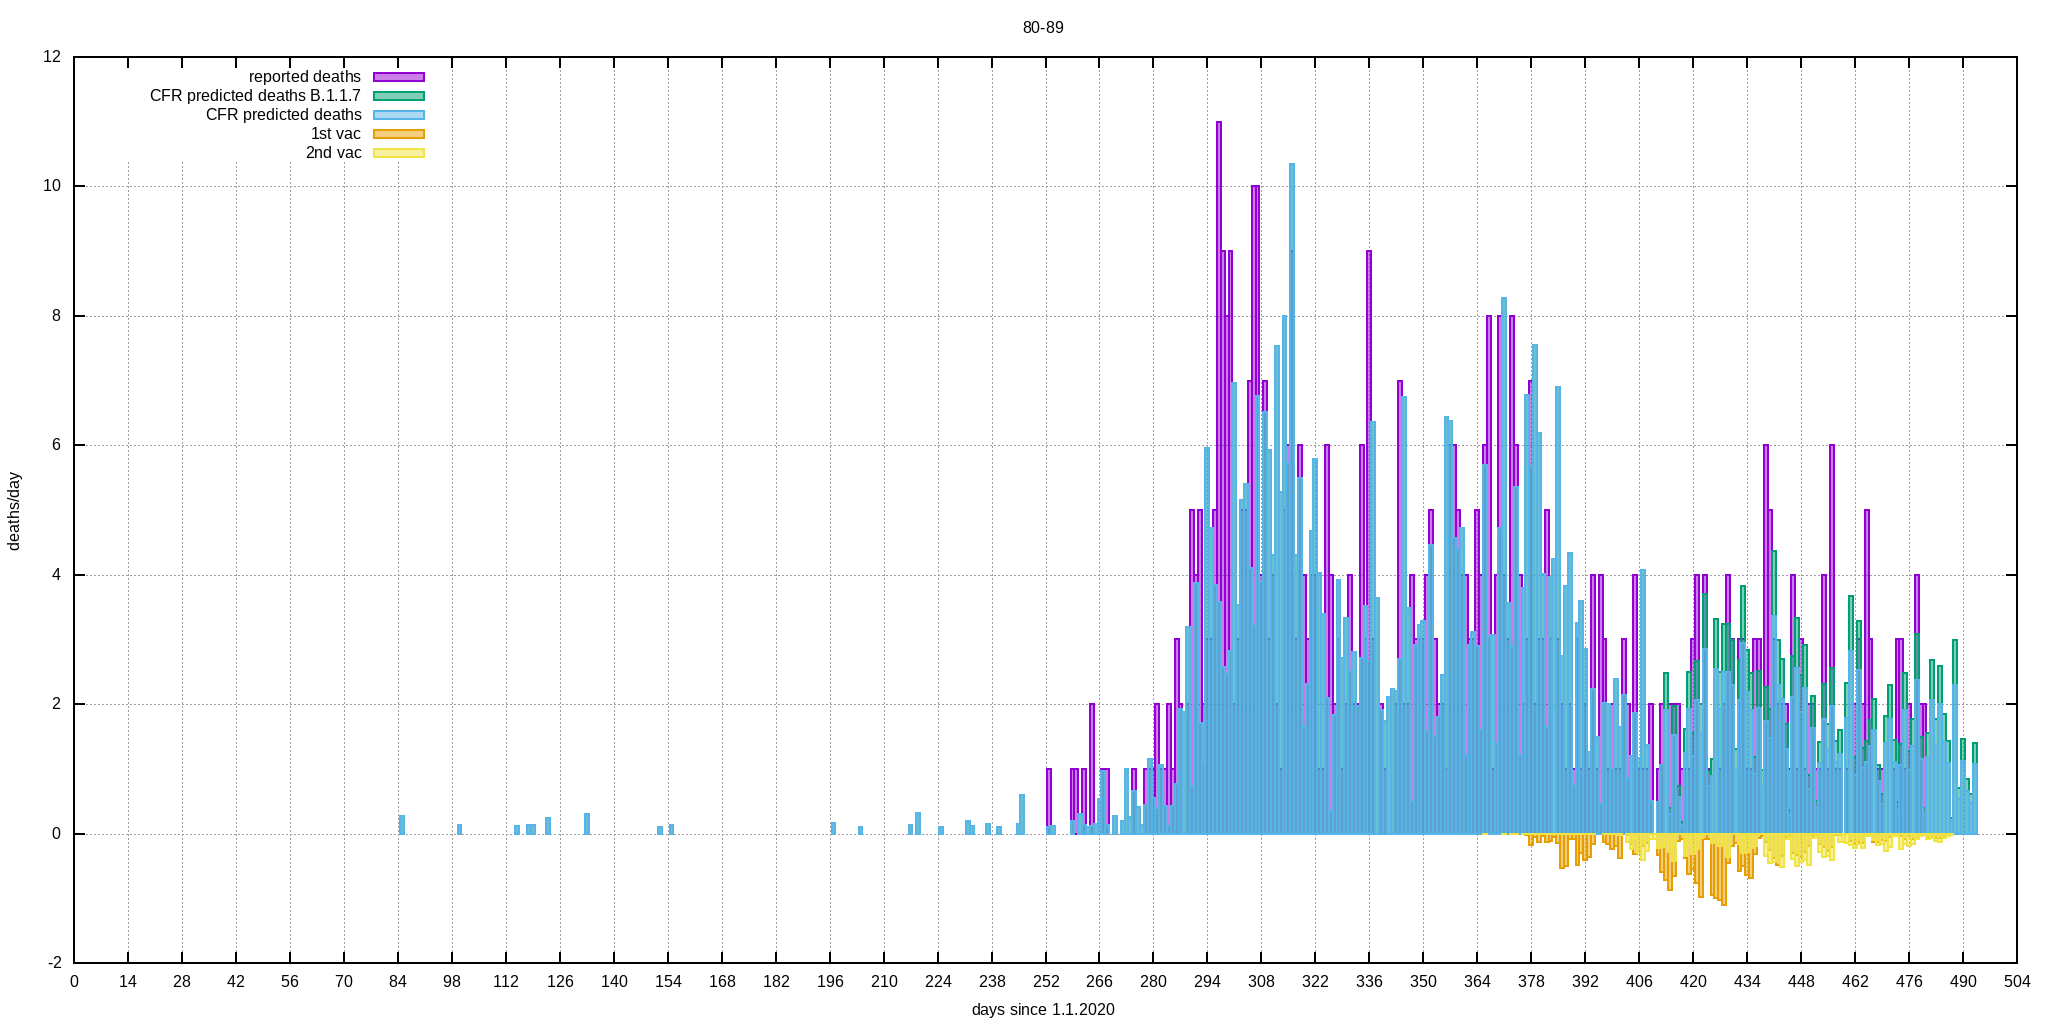 80-89
12
10
8
6
4
2
0
-2
deaths/day
reported deaths
CFR predicted deaths B.1.1.7
CFR predicted deaths
1st vac
2nd vac
0 14 28 42 56 70 84 98 112 126 140 154 168 182 196 210 224 238 252 266 280 294 308 322 336 350 364 378 392 406 420 434 448 462 476 490 504
days since 1.1.2020